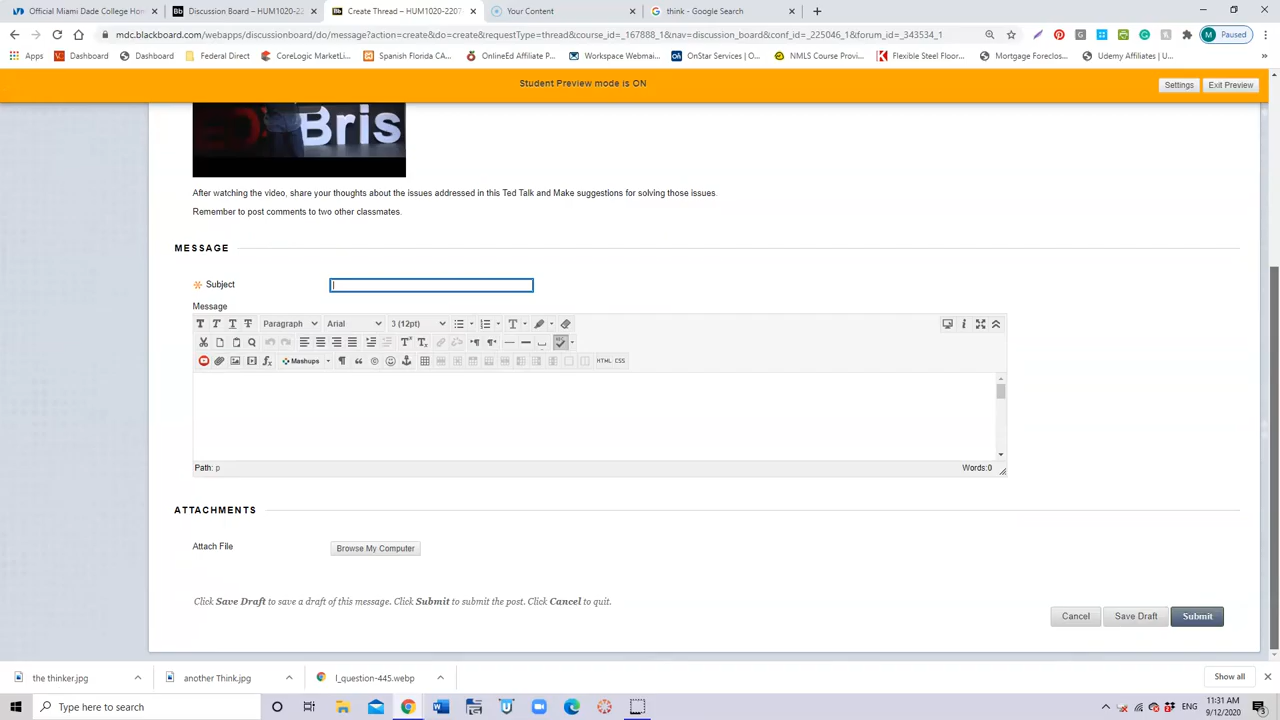 Official Miami Dade College Hom
Bb Discussion Board – HUM1020-22
Bb Create Thread – HUM1020-2207
Your Content
think - Google Search
mdc.blackboard.com/webapps/discussionboard/do/message?action=create&do=create&requestType=thread&course_id=_167888_1&nav=discussion_board&conf_id=_225046_1&forum_id=_343534_1
M Paused
Apps
Dashboard
Dashboard
Federal Direct
CoreLogic MarketLi...
Spanish Florida CA...
OnlineEd Affiliate P...
Workspace Webmai...
OnStar Services | O...
NMLS Course Provi...
Flexible Steel Floor...
Mortgage Foreclos...
Udemy Affiliates | U...
»
Student Preview mode is ON
Settings
Exit Preview
Bris
After watching the video, share your thoughts about the issues addressed in this Ted Talk and Make suggestions for solving those issues.
Remember to post comments to two other classmates.
MESSAGE
Subject
Message
T T T T Paragraph Arial 3 (12pt)
Mashups
HTML CSS
Path: p
Words:0
ATTACHMENTS
Attach File
Browse My Computer
Click Save Draft to save a draft of this message. Click Submit to submit the post. Click Cancel to quit.
Cancel
Save Draft
Submit
the thinker.jpg
another Think.jpg
I_question-445.webp
Show all
Type here to search
ENG
11:31 AM
9/12/2020